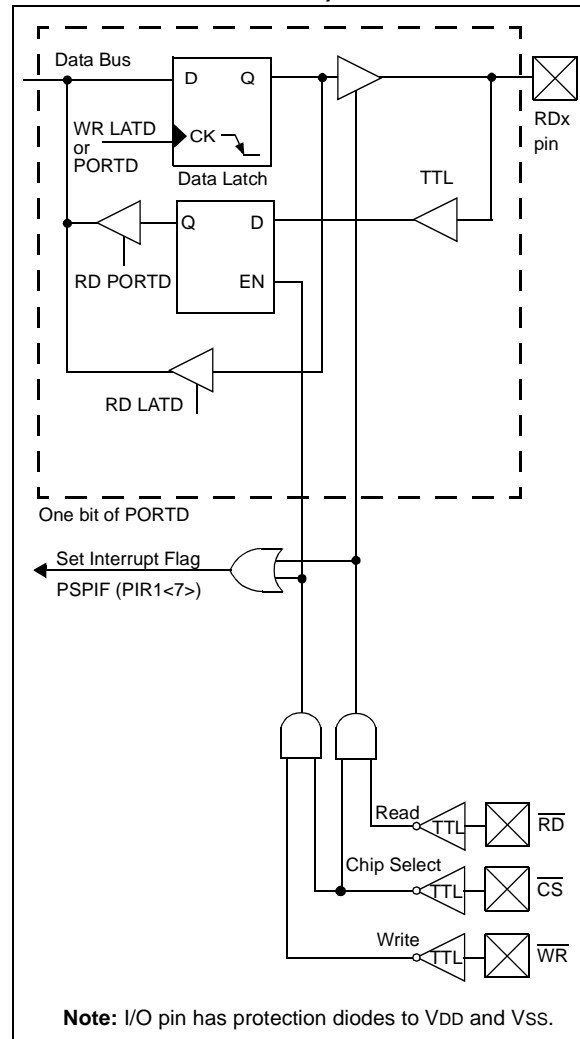 Data Bus
D Q
RDx
pin
WR LATD
or
PORTD
CK
Data Latch
TTL
Q D
RD PORTD
EN
RD LATD
One bit of PORTD
Set Interrupt Flag
PSPIF (PIR1<7>)
Read
TTL
RD
Chip Select
TTL
CS
Write
TTL
WR
Note: I/O pin has protection diodes to VDD and VSS.